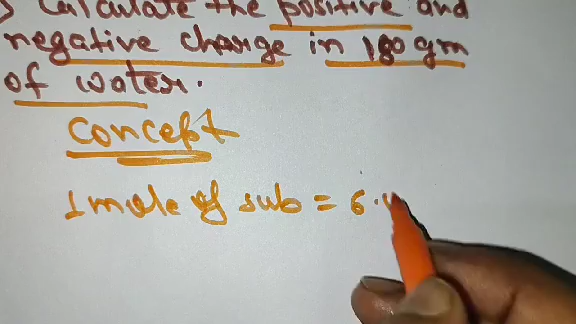 Calculate the positive and
negative charge in 180 gm
of water.
Concept
1 mole of sub = 6.